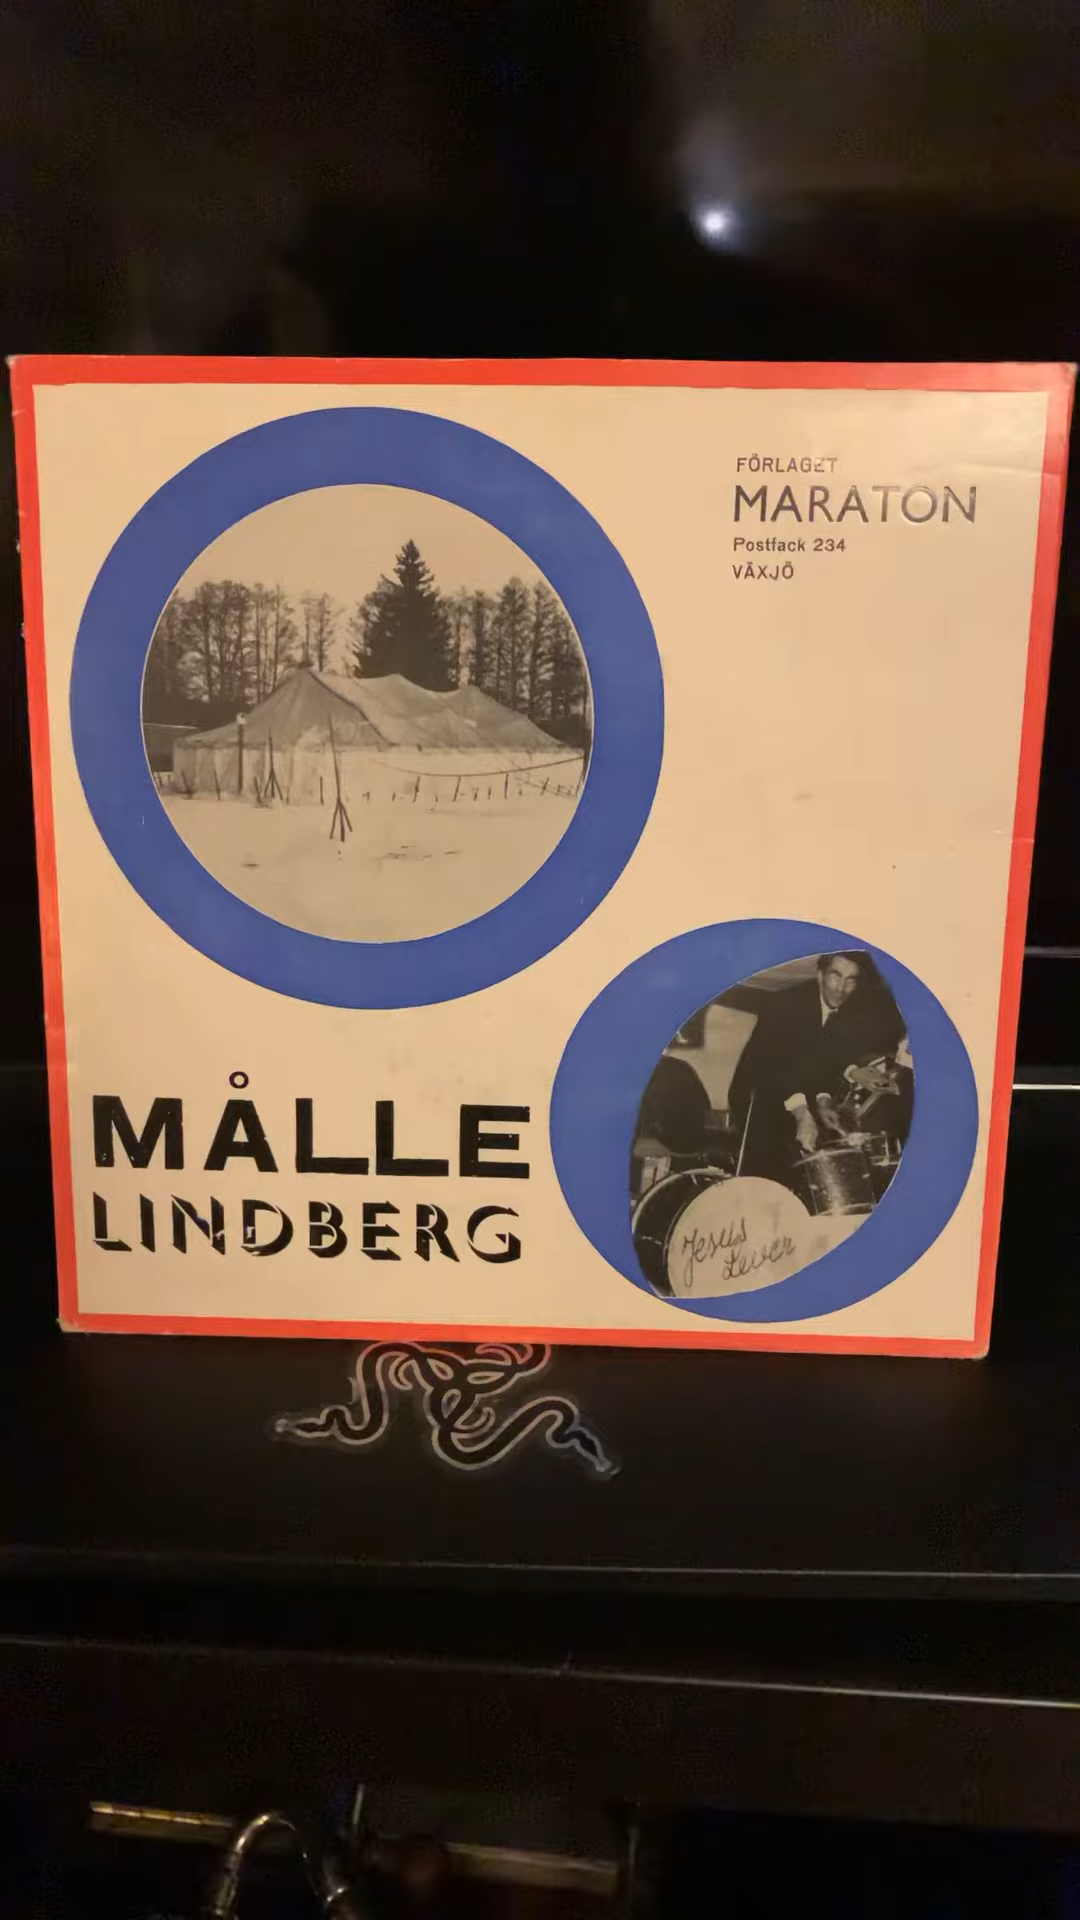 FÖRLAGET
MARATON
Postfack 234
VÄXJÖ
MÅLLE
LINDBERG
Jesus
Lever